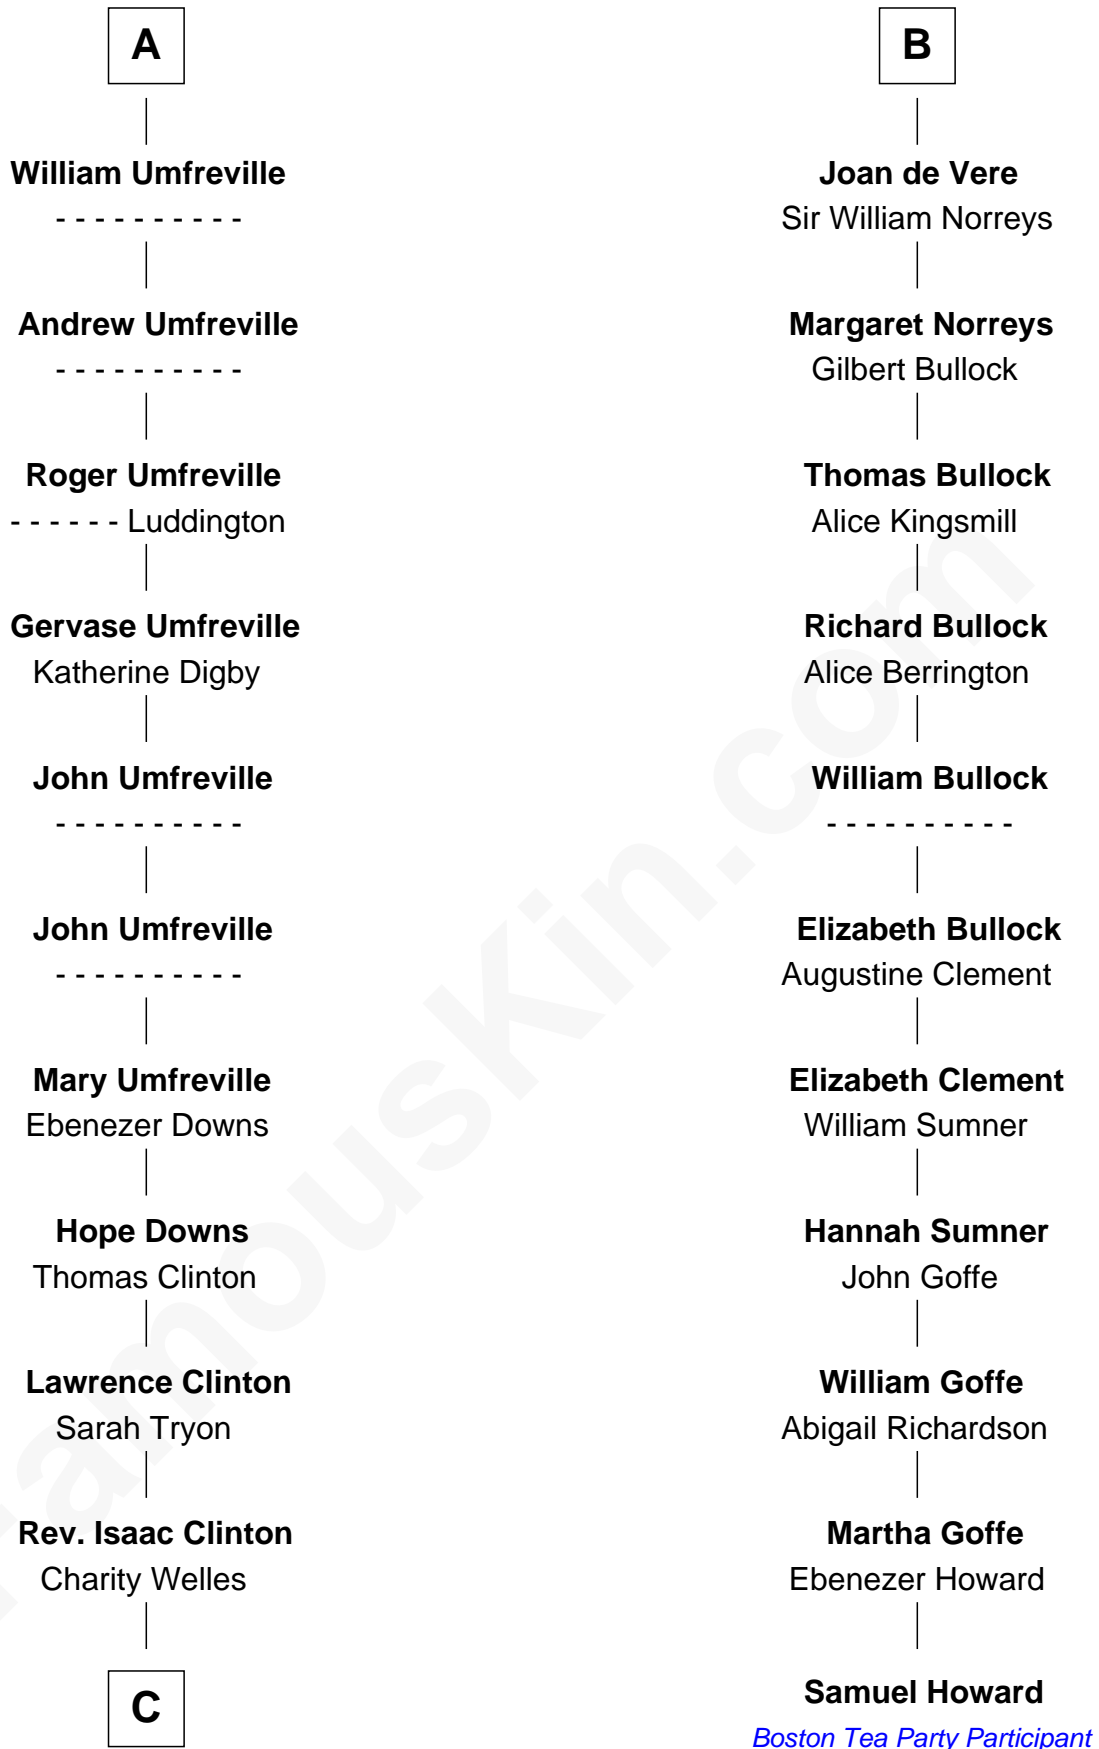 A
William Umfreville
- - - - - - - - - -
Andrew Umfreville
- - - - - - - - - -
Roger Umfreville
- - - - - - Luddington
Gervase Umfreville
Katherine Digby
John Umfreville
- - - - - - - - - -
John Umfreville
- - - - - - - - - -
Mary Umfreville
Ebenezer Downs
Hope Downs
Thomas Clinton
Lawrence Clinton
Sarah Tryon
Rev. Isaac Clinton
Charity Welles
C
B
Joan de Vere
Sir William Norreys
Margaret Norreys
Gilbert Bullock
Thomas Bullock
Alice Kingsmill
Richard Bullock
Alice Berrington
William Bullock
- - - - - - - - - -
Elizabeth Bullock
Augustine Clement
Elizabeth Clement
William Sumner
Hannah Sumner
John Goffe
William Goffe
Abigail Richardson
Martha Goffe
Ebenezer Howard
Samuel Howard
Boston Tea Party Participant
FamousKin.com